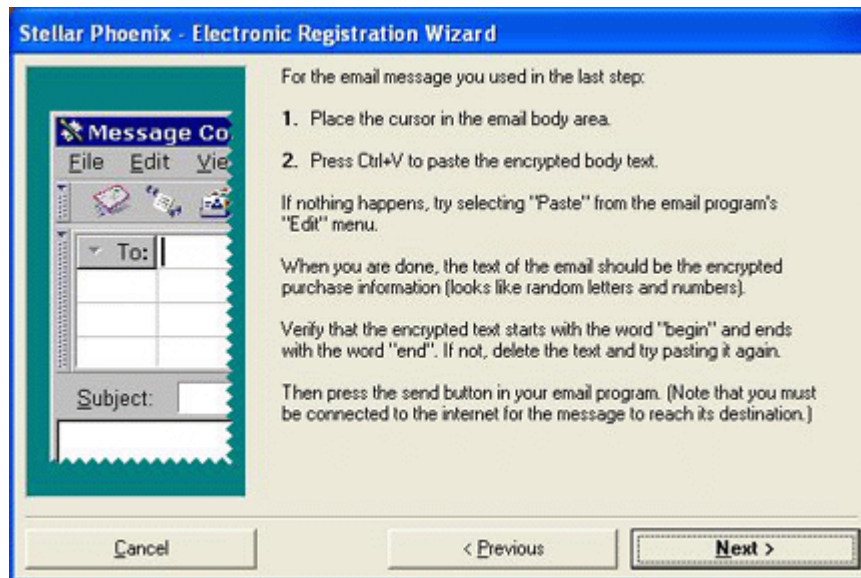 Stellar Phoenix - Electronic Registration Wizard
For the email message you used in the last step:
1. Place the cursor in the email body area.
2. Press Ctrl+V to paste the encrypted body text.
If nothing happens, try selecting "Paste" from the email program's
"Edit" menu.
When you are done, the text of the email should be the encrypted
purchase information (looks like random letters and numbers).
Verify that the encrypted text starts with the word "begin" and ends
with the word "end". If not, delete the text and try pasting it again.
Then press the send button in your email program. (Note that you must
be connected to the internet for the message to reach its destination.)
Message Co
File Edit Vie
To:
Subject:
Cancel
< Previous
Next >